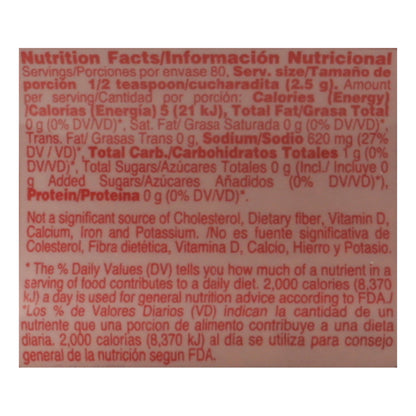 Nutrition Facts/Información Nutricional
Servings/Porciones por envase 80, Serv. size/Tamaño de
porción 1/2 teaspoon/cucharadita (2.5 g), Amount
per serving/Cantidad por porción: Calories (Energy)
/Calorías (Energía) 5 (21 kJ), Total Fat/Grasa Total
0 g (0% DV/VD)*, Sat. Fat/ Grasa Saturada 0 g (0% DV/VD)*,
Trans. Fat/ Grasas Trans 0 g, Sodium/Sodio 620 mg (27%
DV / VD)*, Total Carb./Carbohidratos Totales 1 g (0%
DV/VD)*, Total Sugars/Azúcares Totales 0 g (Incl./ Incluye 0
g Added Sugars/Azúcares Añadidos (0% DV/VD)*),
Protein/Proteína 0 g (0% DV/VD)*.
Not a significant source of Cholesterol, Dietary fiber, Vitamin D,
Calcium, Iron and Potassium. /No es fuente significativa de
Colesterol, Fibra dietética, Vitamina D, Calcio, Hierro y Potasio.
* The % Daily Values (DV) tells you how much of a nutrient in a
serving of food contributes to a daily diet. 2,000 calories (8,370
kJ) a day is used for general nutrition advice according to FDA./
*Los % de Valores Diarios (VD) indican la cantidad de un
nutriente que una porcion de alimento contribuye a una dieta
diaria. 2,000 calorías (8,370 kJ) al día se utiliza para consejo
general de la nutrición segun FDA.